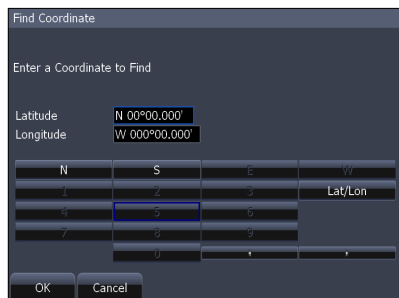 Find Coordinate
Enter a Coordinate to Find
Latitude N 00°00.000'
Longitude W 000°00.000'
N S E W
1 2 3 Lat/Lon
4 5 6
7 8 9
0
OK Cancel